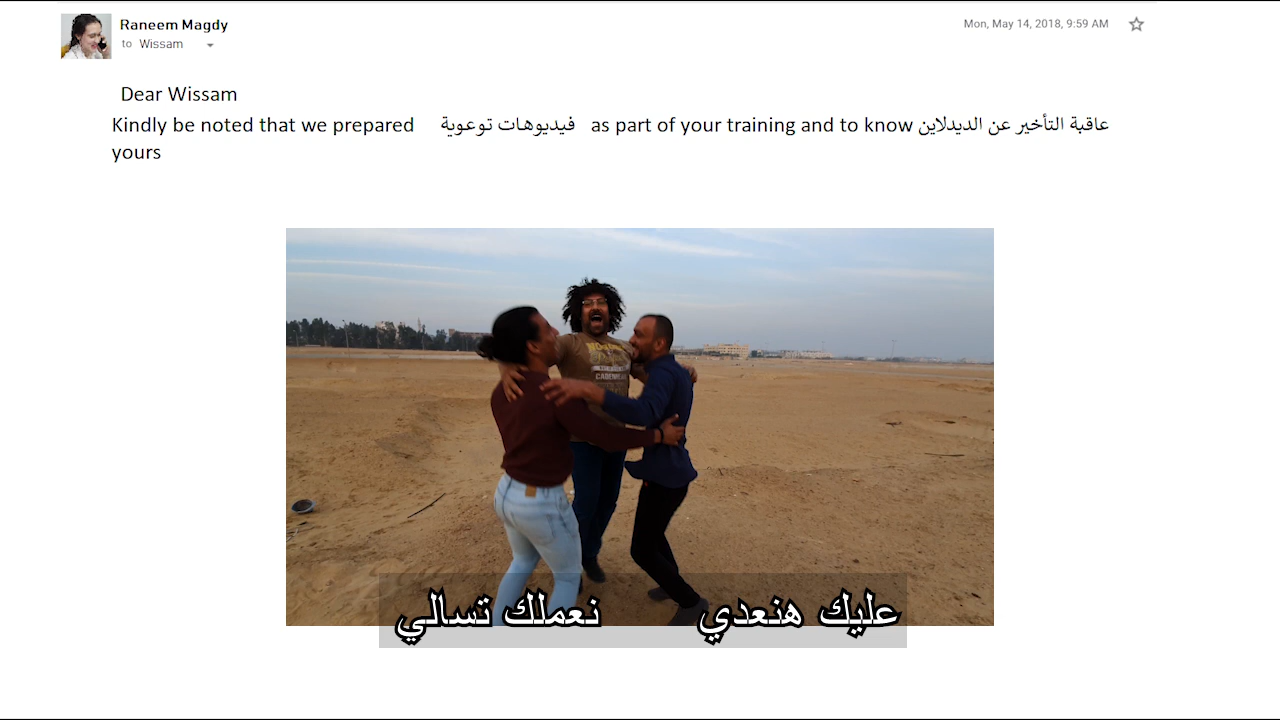 Raneem Magdy
Mon, May 14, 2018, 9:59 AM
to Wissam
Dear Wissam
Kindly be noted that we prepared فيديوهات توعوية as part of your training and to know عاقبة التأخير عن الديدلاين
yours
عليك هنعدي نعملك تسالي